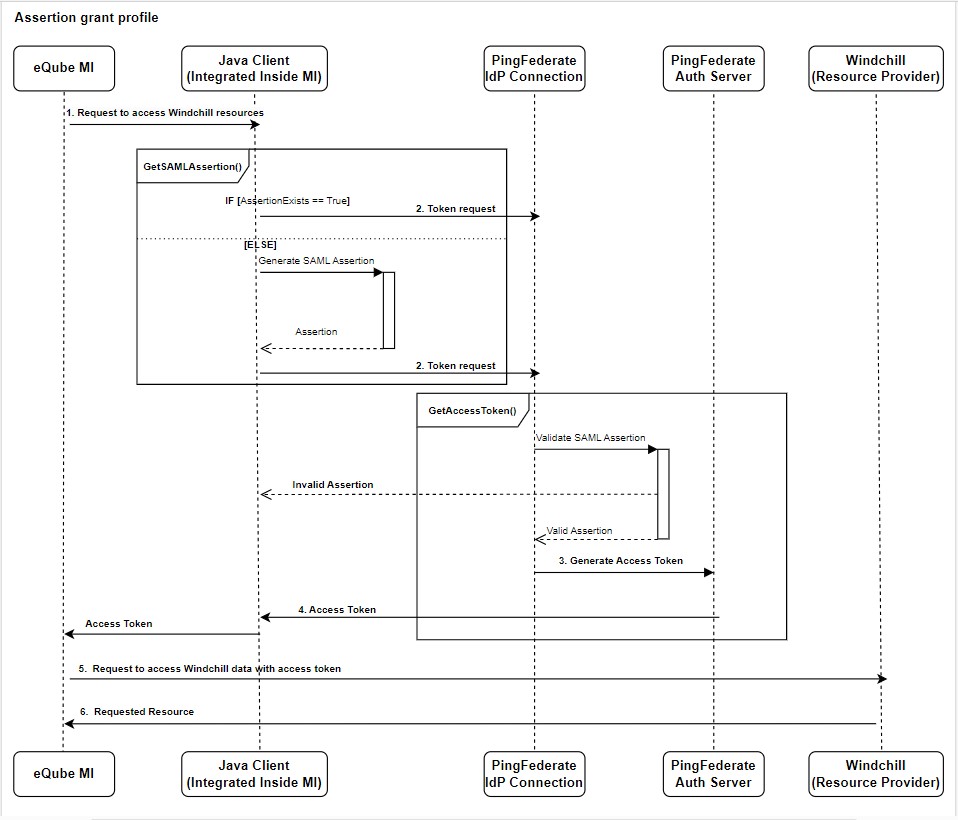 Assertion grant profile
eQube MI
Java Client
(Integrated Inside MI)
PingFederate
IdP Connection
PingFederate
Auth Server
Windchill
(Resource Provider)
1. Request to access Windchill resources
GetSAMLAssertion()
IF [AssertionExists == True]
2. Token request
[ELSE]
Generate SAML Assertion
Assertion
2. Token request
GetAccessToken()
Validate SAML Assertion
Invalid Assertion
Valid Assertion
3. Generate Access Token
4. Access Token
Access Token
5. Request to access Windchill data with access token
6. Requested Resource
eQube MI
Java Client
(Integrated Inside MI)
PingFederate
IdP Connection
PingFederate
Auth Server
Windchill
(Resource Provider)